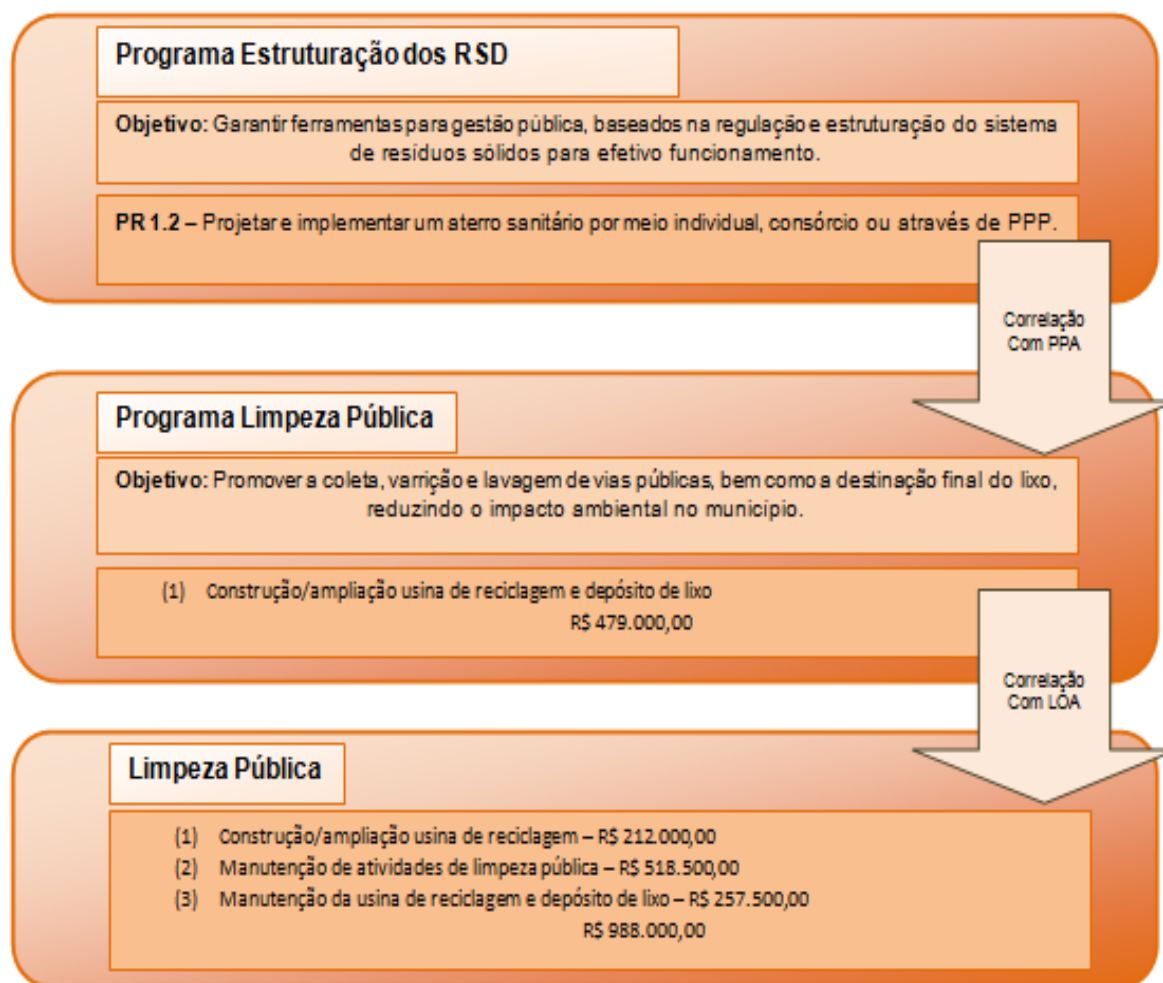 Programa Estruturação dos RSD
Objetivo: Garantir ferramentas para gestão pública, baseados na regulação e estruturação do sistema
de resíduos sólidos para efetivo funcionamento.
PR 1.2 – Projetar e implementar um aterro sanitário por meio individual, consórcio ou através de PPP.
Correlação
Com PPA
Programa Limpeza Pública
Objetivo: Promover a coleta, varrição e lavagem de vias públicas, bem como a destinação final do lixo,
reduzindo o impacto ambiental no municipio.
(1) Construção/ampliação usina de reciclagem e depósito de lixo
R$ 479.000,00
Correlação
Com LOA
Limpeza Pública
(1) Construção/ampliação usina de reciclagem – R$ 212.000,00
(2) Manutenção de atividades de limpeza pública – R$ 518.500,00
(3) Manutenção da usina de reciclagem e depósito de lixo – R$ 257.500,00
R$ 988.000,00